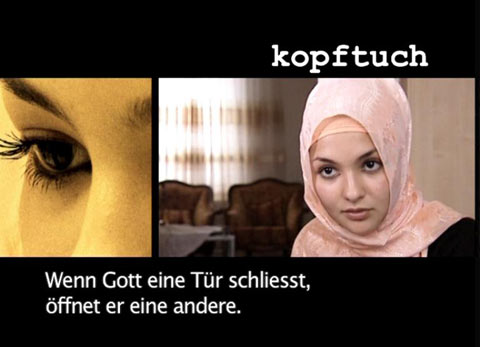 kopftuch
Wenn Gott eine Tür schliesst,
öffnet er eine andere.